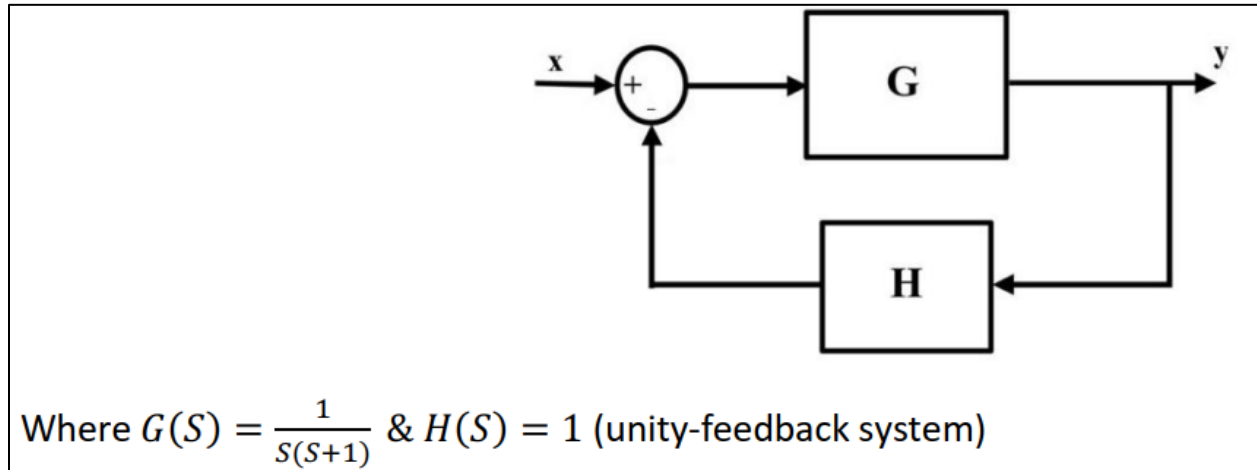 x
+
-
G
y
H
Where G(S) = 1/S(S+1) & H(S) = 1 (unity-feedback system)